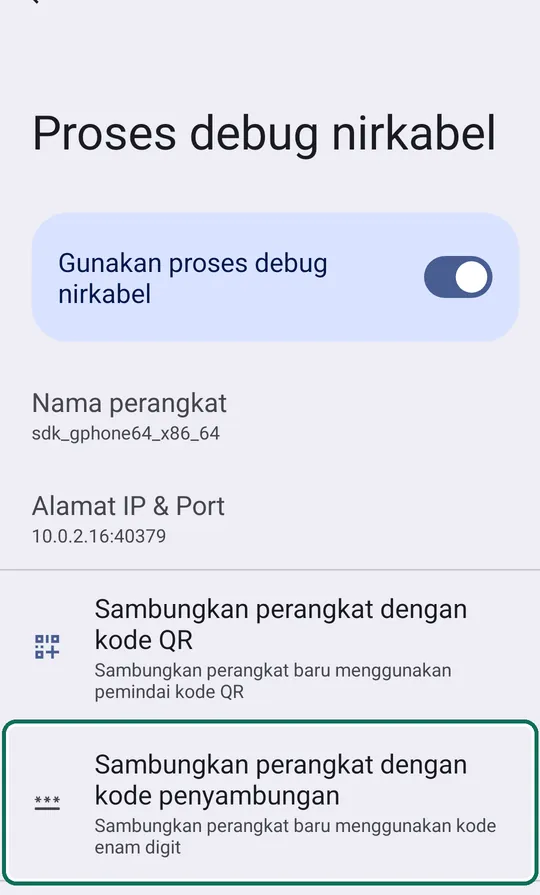 Proses debug nirkabel
Gunakan proses debug
nirkabel
Nama perangkat
sdk_gphone64_x86_64
Alamat IP & Port
10.0.2.16:40379
Sambungkan perangkat dengan
kode QR
Sambungkan perangkat baru menggunakan
pemindai kode QR
Sambungkan perangkat dengan
kode penyambungan
Sambungkan perangkat baru menggunakan kode
enam digit